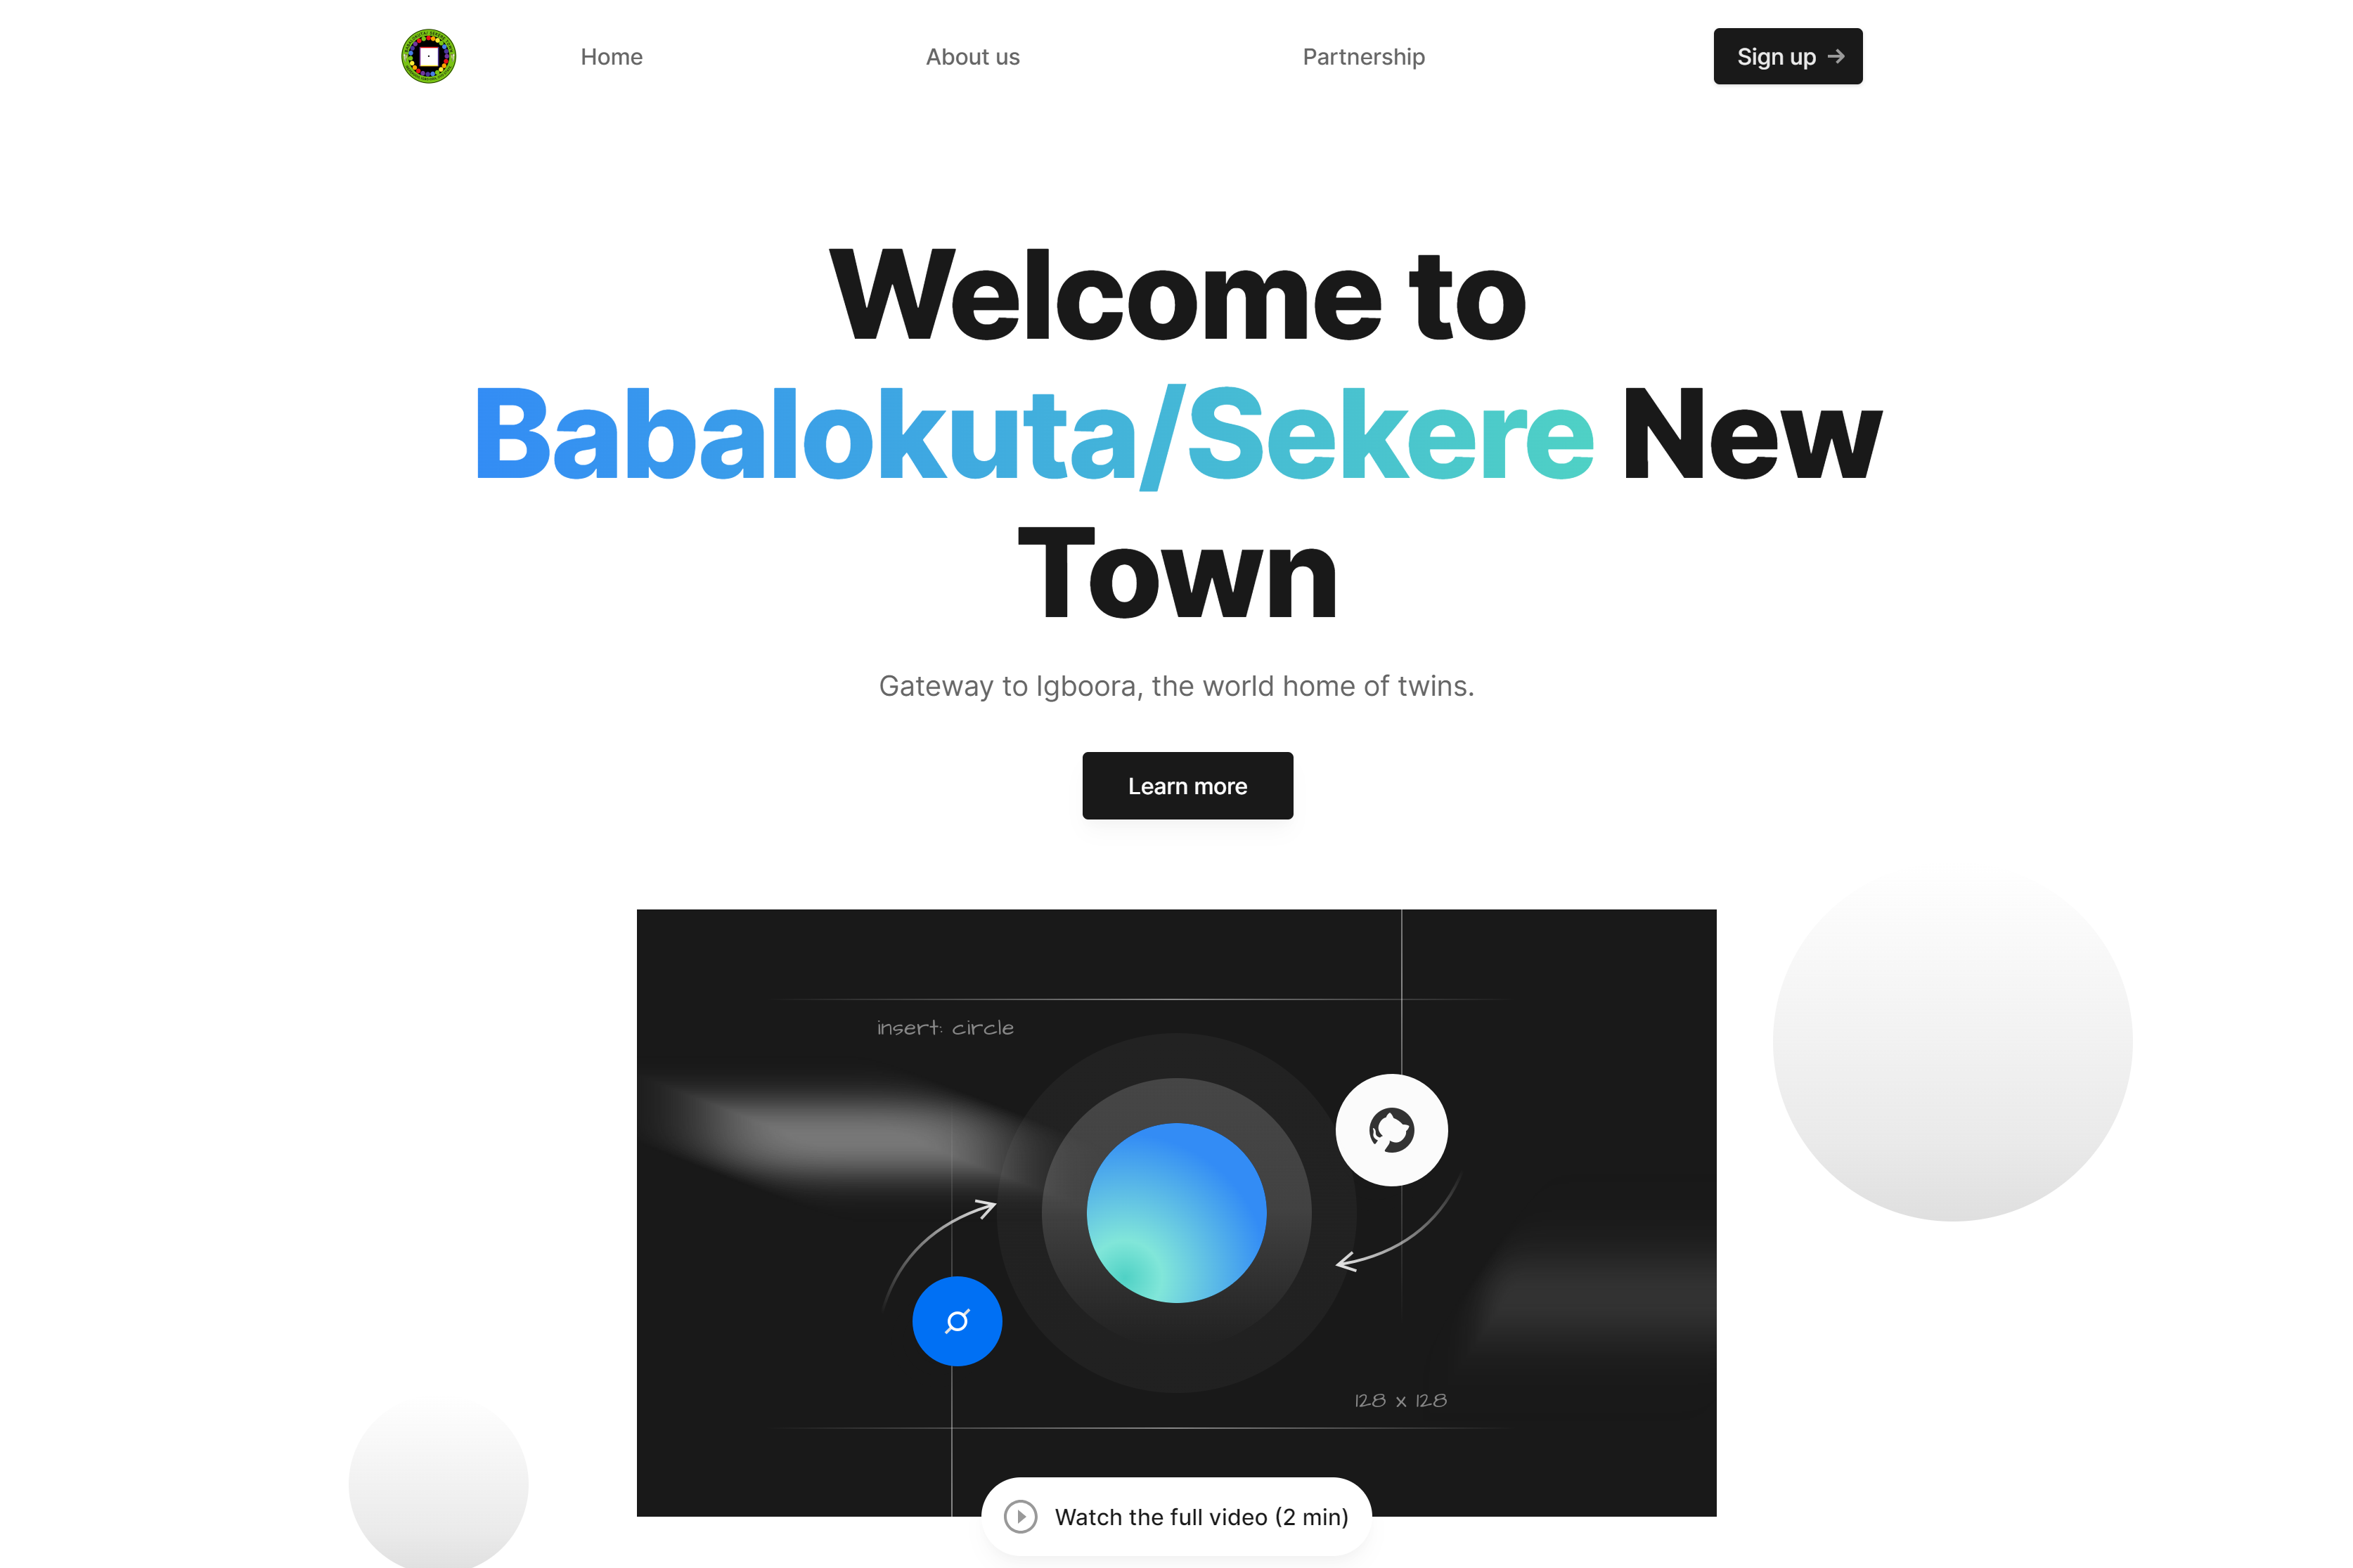 Home
About us
Partnership
Sign up
Welcome to
Babalokuta/Sekere New
Town
Gateway to Igboora, the world home of twins.
Learn more
insert: circle
128 x 128
Watch the full video (2 min)